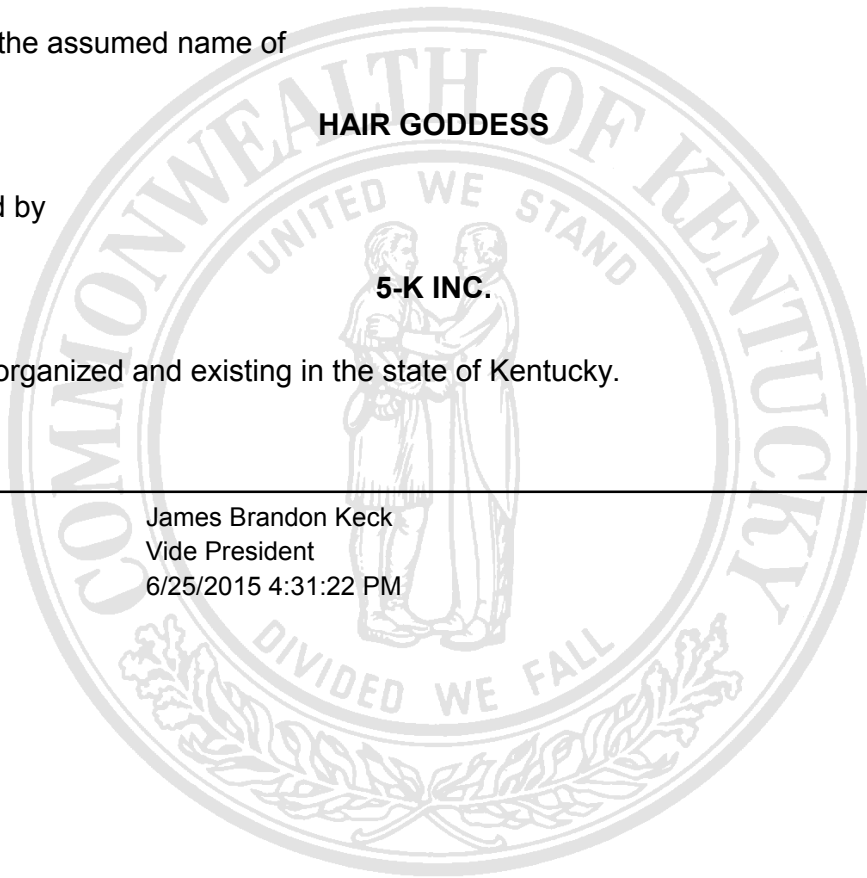 the assumed name of
HAIR GODDESS
d by
5-K INC.
organized and existing in the state of Kentucky.
James Brandon Keck
Vide President
6/25/2015 4:31:22 PM
COMMONWEALTH OF KENTUCKY
UNITED WE STAND
DIVIDED WE FALL